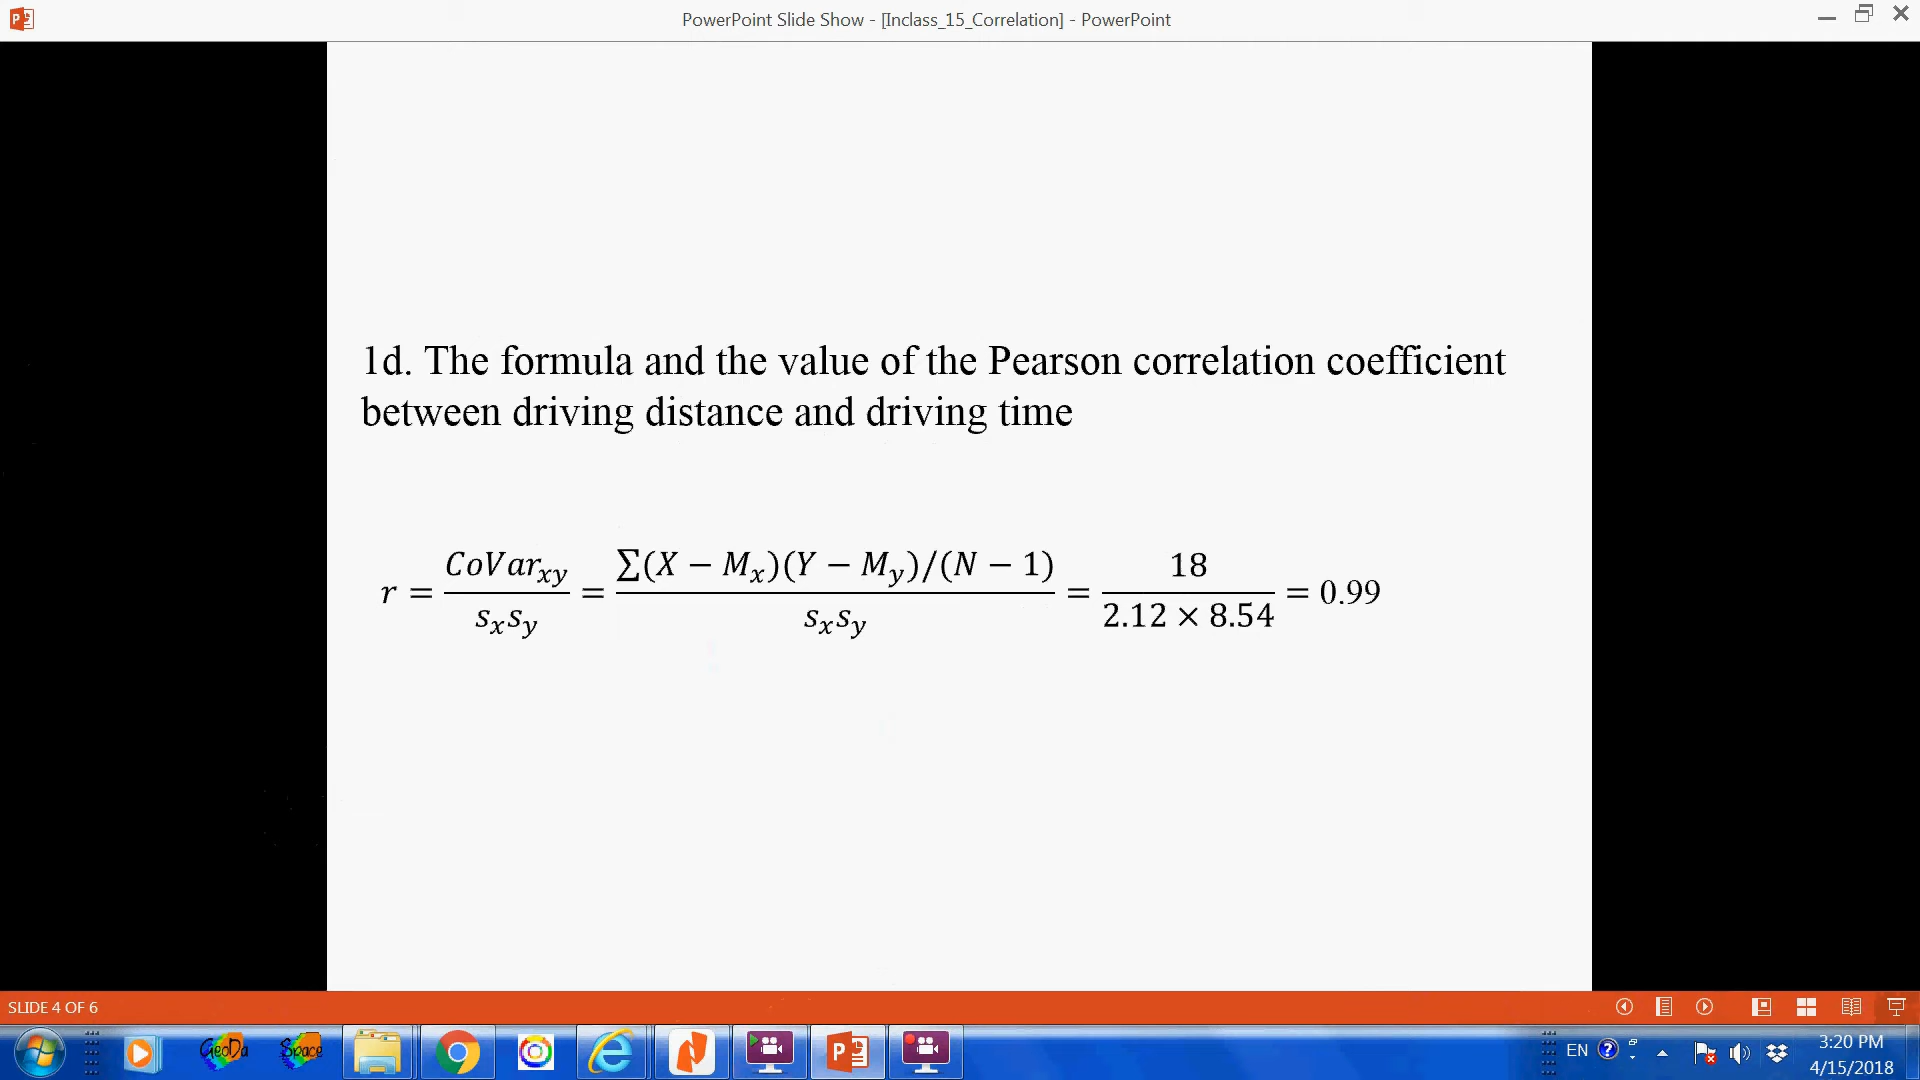 PowerPoint Slide Show - [Inclass_15_Correlation] - PowerPoint
1d. The formula and the value of the Pearson correlation coefficient
between driving distance and driving time
r = CoVar_xy / s_x s_y = ∑(X − M_x)(Y − M_y)/(N − 1) / s_x s_y = 18 / 2.12 × 8.54 = 0.99
SLIDE 4 OF 6
GeoDa
Space
EN
3:20 PM
4/15/2018